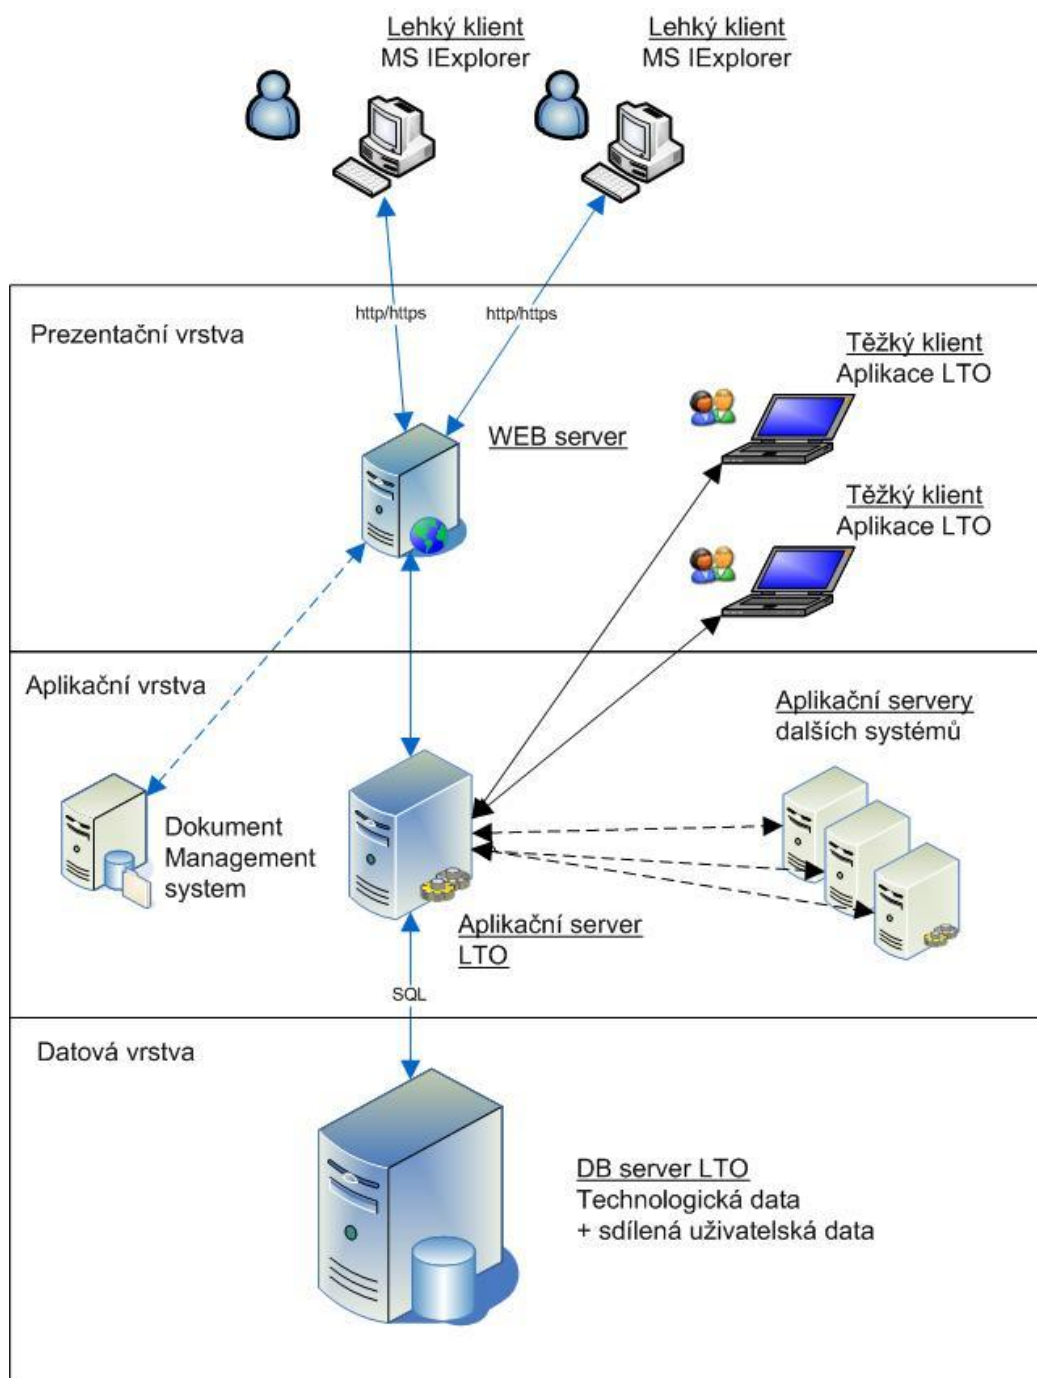 Lehký klient
MS IExplorer
Lehký klient
MS IExplorer
http/https
http/https
Prezentační vrstva
Těžký klient
Aplikace LTO
WEB server
Těžký klient
Aplikace LTO
Aplikační vrstva
Aplikační servery
dalších systémů
Dokument
Management
system
Aplikační server
LTO
SQL
Datová vrstva
DB server LTO
Technologická data
+ sdílená uživatelská data